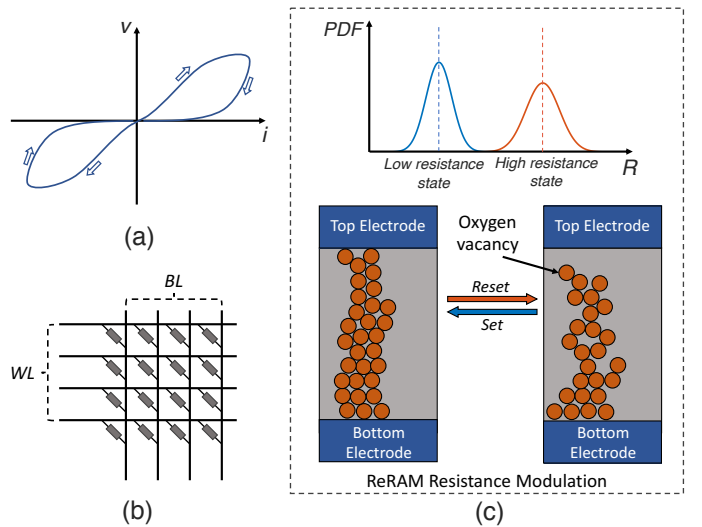 v
i
(a)
BL
WL
(b)
PDF
Low resistance
state
High resistance
state
R
Top Electrode
Oxygen
vacancy
Top Electrode
Reset
Set
Bottom
Electrode
Bottom
Electrode
ReRAM Resistance Modulation
(c)